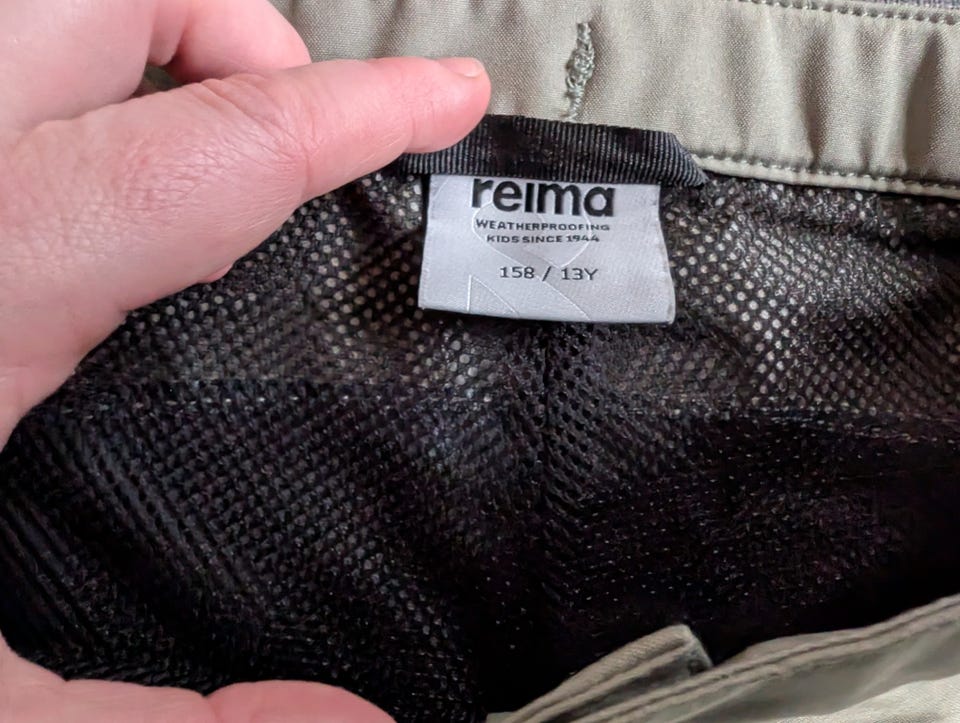 reima
WEATHERPROOFING
KIDS SINCE 1944
158 / 13Y